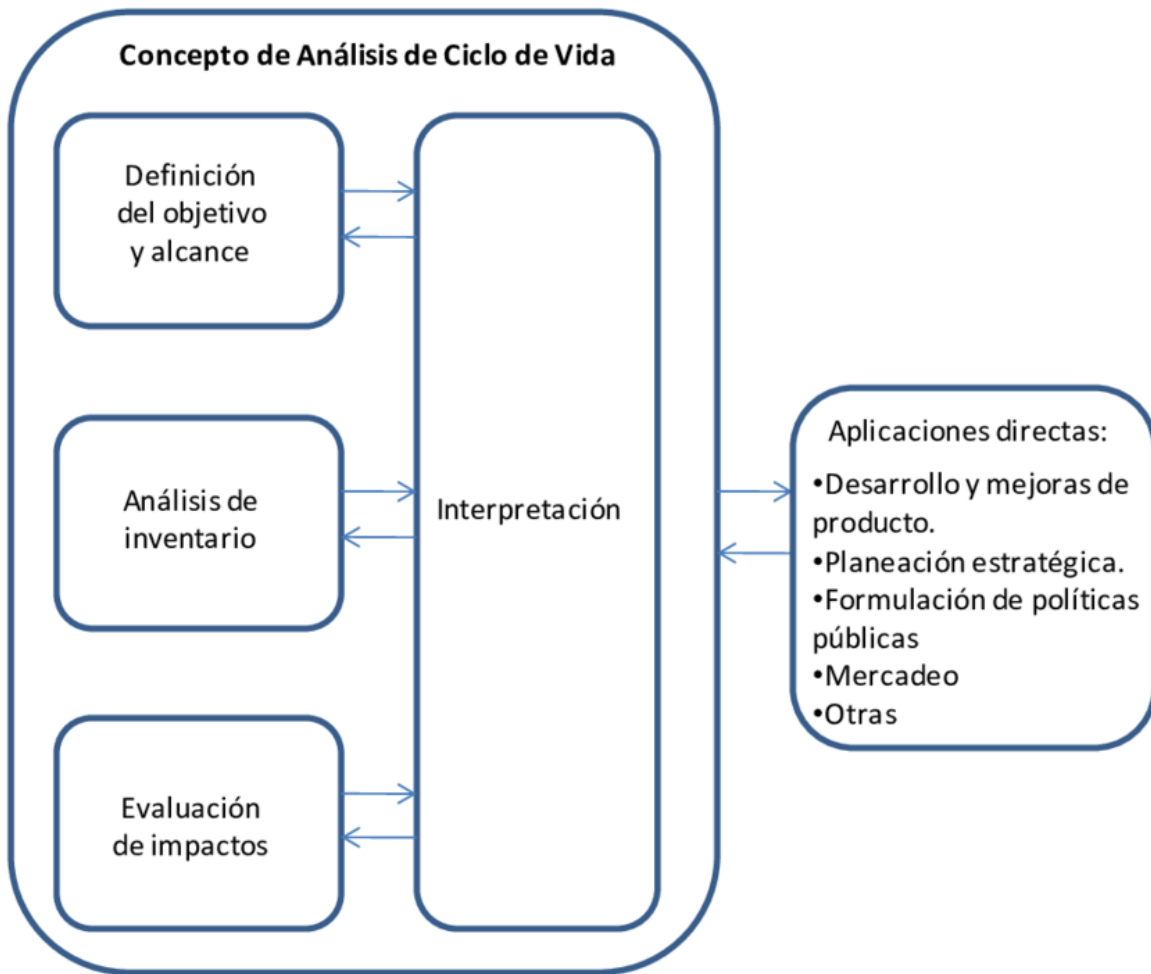 Concepto de Análisis de Ciclo de Vida
Definición
del objetivo
y alcance
Análisis de
inventario
Evaluación
de impactos
Interpretación
Aplicaciones directas:
•Desarrollo y mejoras de
producto.
•Planeación estratégica.
•Formulación de políticas
públicas
•Mercadeo
•Otras